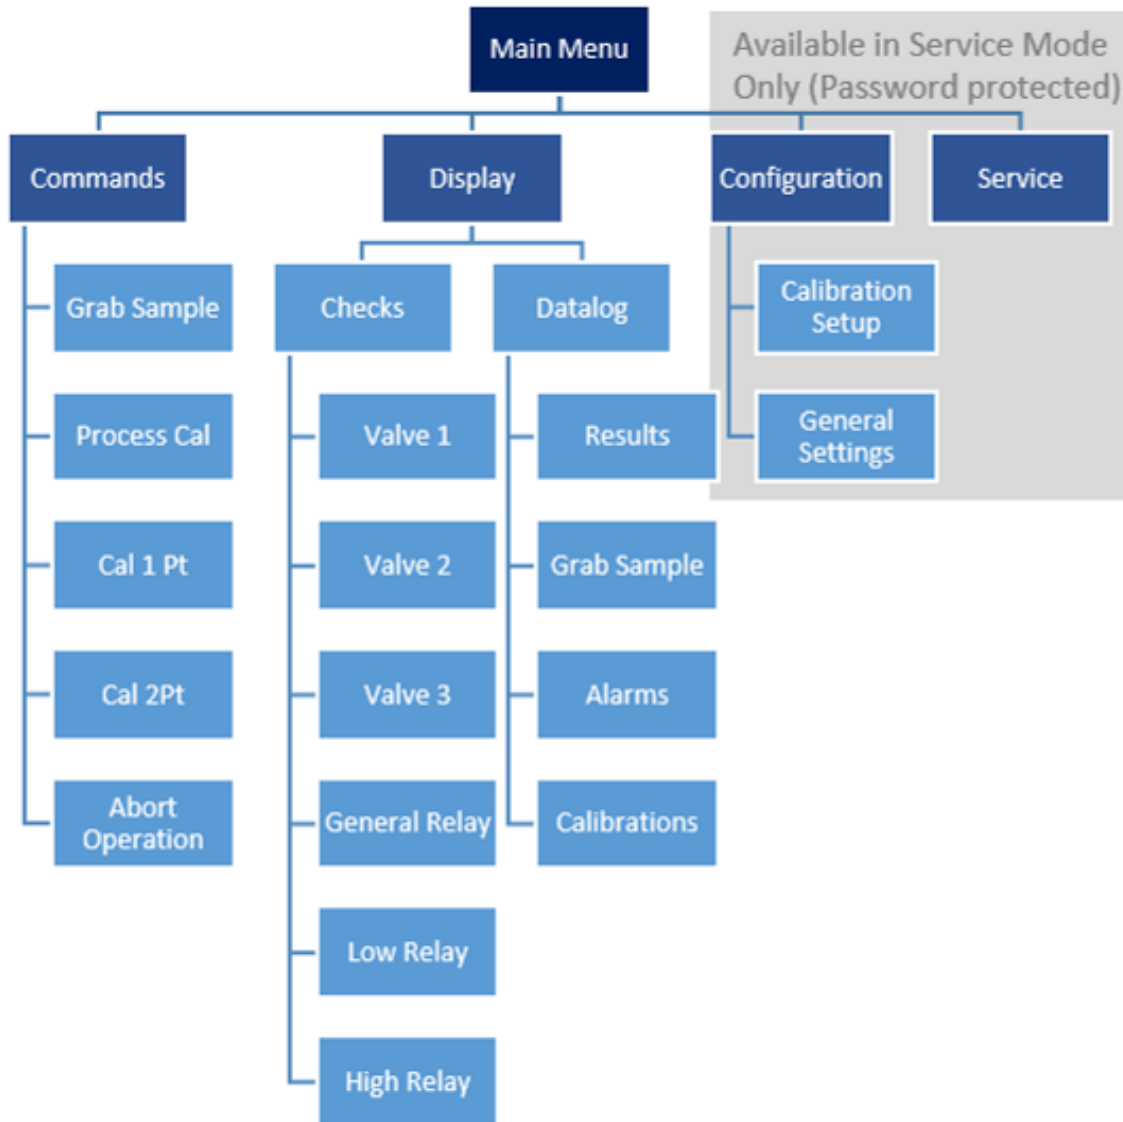 Main Menu
Available in Service Mode
Only (Password protected)
Commands
Display
Configuration
Service
Grab Sample
Process Cal
Cal 1 Pt
Cal 2Pt
Abort
Operation
Checks
Valve 1
Valve 2
Valve 3
General Relay
Low Relay
High Relay
Datalog
Results
Grab Sample
Alarms
Calibrations
Calibration
Setup
General
Settings